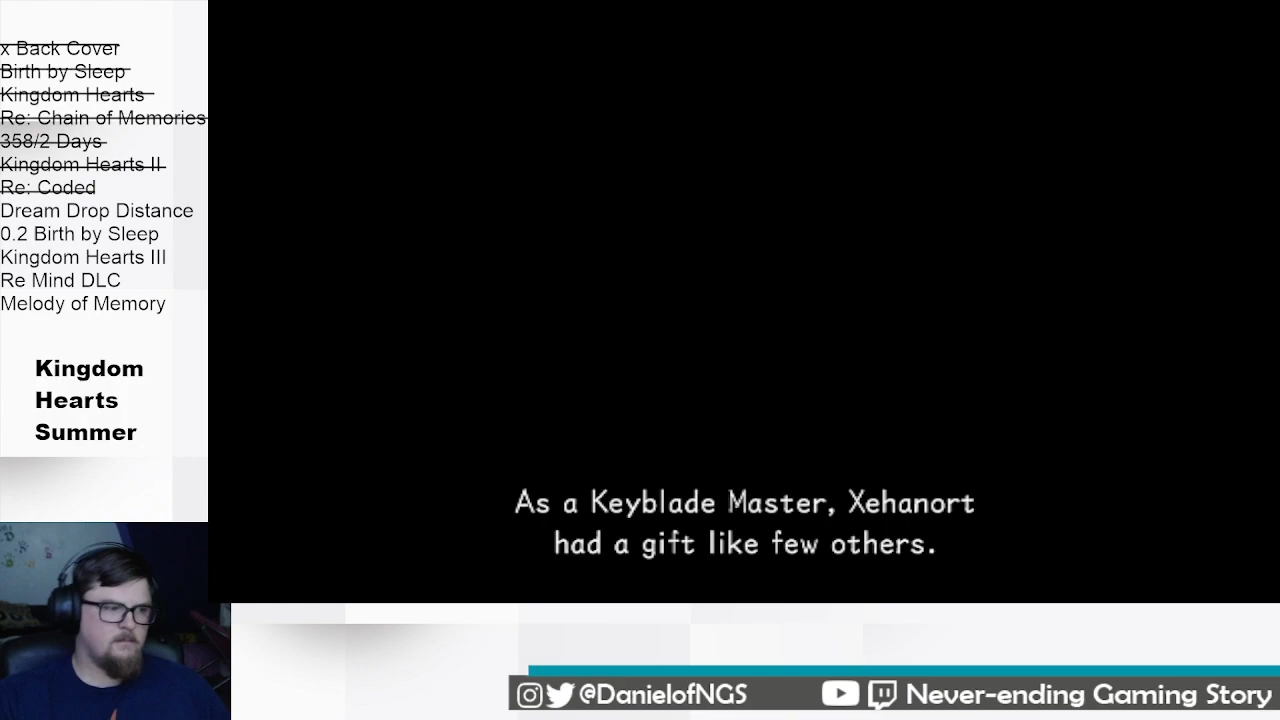 x Back Cover
Birth by Sleep
Kingdom Hearts
Re: Chain of Memories
358/2 Days
Kingdom Hearts II
Re: Coded
Dream Drop Distance
0.2 Birth by Sleep
Kingdom Hearts III
Re Mind DLC
Melody of Memory
Kingdom
Hearts
Summer
As a Keyblade Master, Xehanort
had a gift like few others.
@DanielofNGS
Never-ending Gaming Story